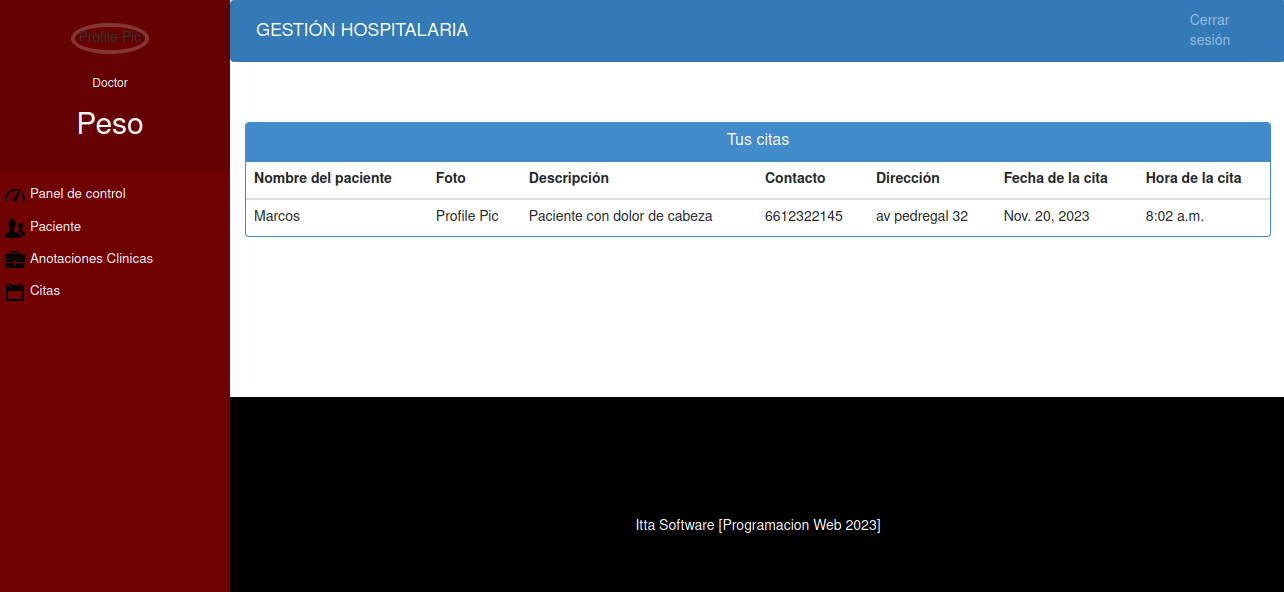 Profile Pic
Doctor
Peso
Panel de control
Paciente
Anotaciones Clinicas
Citas
GESTIÓN HOSPITALARIA
Cerrar
sesión
Tus citas
Nombre del paciente Foto Descripción Contacto Dirección Fecha de la cita Hora de la cita
Marcos Profile Pic Paciente con dolor de cabeza 6612322145 av pedregal 32 Nov. 20, 2023 8:02 a.m.
Itta Software [Programacion Web 2023]